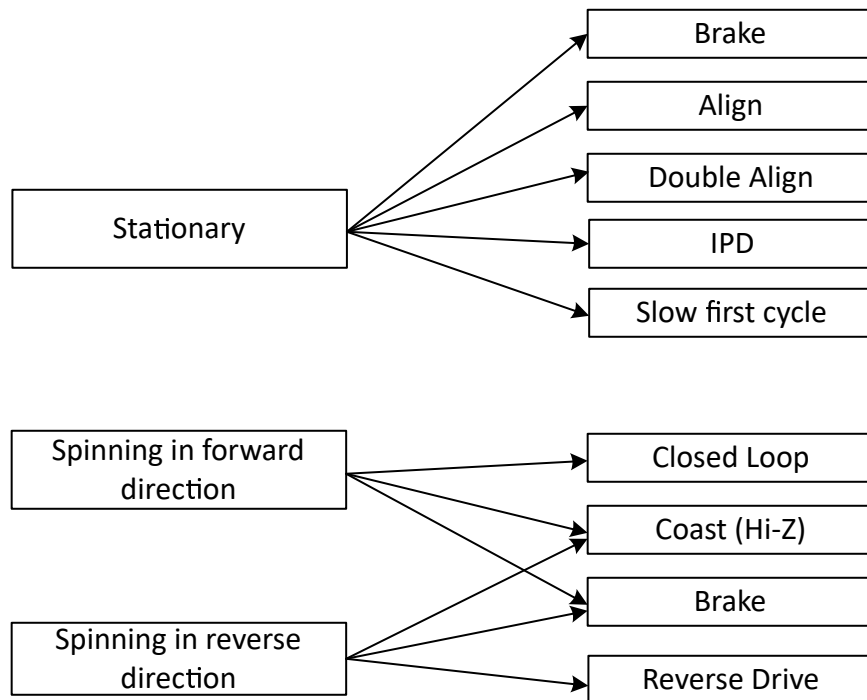 Brake
Align
Double Align
Stationary
IPD
Slow first cycle
Spinning in forward
direction
Closed Loop
Coast (Hi-Z)
Brake
Spinning in reverse
direction
Reverse Drive